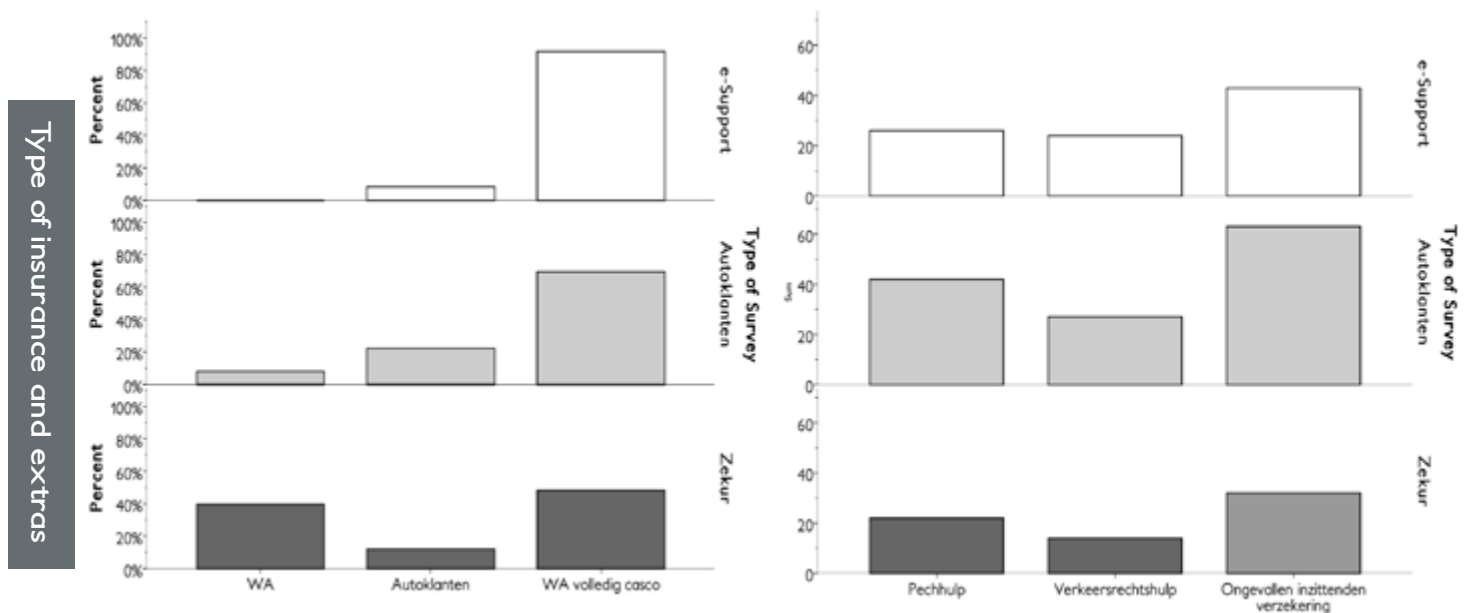 Type of insurance and extras
Percent
100%
80%
60%
40%
20%
0%
e-Support
Percent
100%
80%
60%
40%
20%
0%
Autoklanten
Type of Survey
Percent
100%
80%
60%
40%
20%
0%
Zekur
WA
Autoklanten
WA volledig casco
60
40
20
0
e-Support
Sum
60
40
20
0
Autoklanten
Type of Survey
60
40
20
0
Zekur
Pechhulp
Verkeersrechtshulp
Ongevallen inzittenden
verzekering